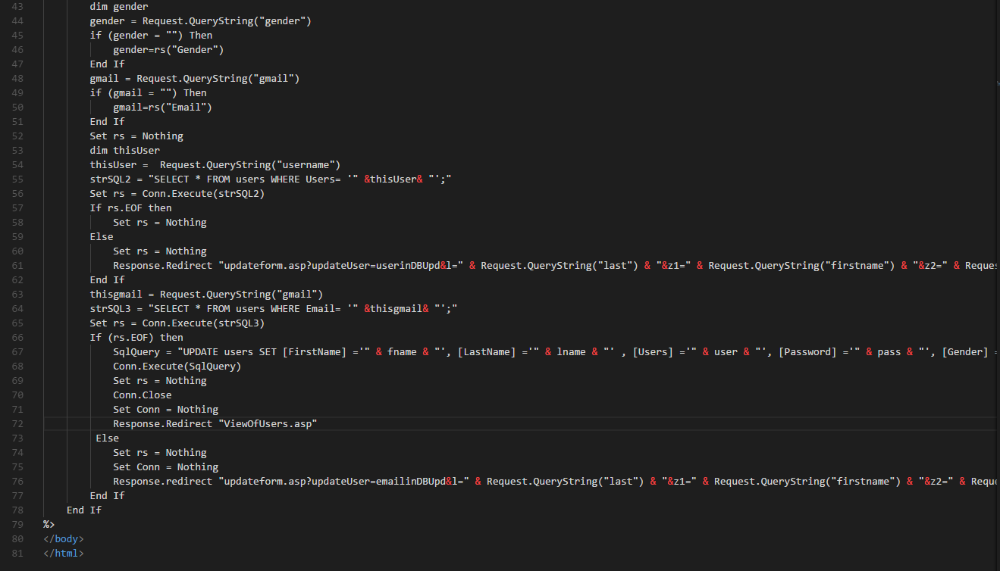 43 dim gender
44 gender = Request.QueryString("gender")
45 if (gender = "") Then
46 gender=rs("Gender")
47 End If
48 gmail = Request.QueryString("gmail")
49 if (gmail = "") Then
50 gmail=rs("Email")
51 End If
52 Set rs = Nothing
53 dim thisUser
54 thisUser =  Request.QueryString("username")
55 strSQL2 = "SELECT * FROM users WHERE Users= '" &thisUser& "';"
56 Set rs = Conn.Execute(strSQL2)
57 If rs.EOF then
58 Set rs = Nothing
59 Else
60 Set rs = Nothing
61 Response.Redirect "updateform.asp?updateUser=userinDBUpd&l=" & Request.QueryString("last") & "&z1=" & Request.QueryString("firstname") & "&z2=" & Reques
62 End If
63 thisgmail = Request.QueryString("gmail")
64 strSQL3 = "SELECT * FROM users WHERE Email= '" &thisgmail& "';"
65 Set rs = Conn.Execute(strSQL3)
66 If (rs.EOF) then
67 SqlQuery = "UPDATE users SET [FirstName] ='" & fname & "', [LastName] ='" & lname & "' , [Users] ='" & user & "', [Password] ='" & pass & "', [Gender] =
68 Conn.Execute(SqlQuery)
69 Set rs = Nothing
70 Conn.Close
71 Set Conn = Nothing
72 Response.Redirect "ViewOfUsers.asp"
73 Else
74 Set rs = Nothing
75 Set Conn = Nothing
76 Response.redirect "updateform.asp?updateUser=emailinDBUpd&l=" & Request.QueryString("last") & "&z1=" & Request.QueryString("firstname") & "&z2=" & Reque
77 End If
78 End If
79 %>
80 </body>
81 </html>